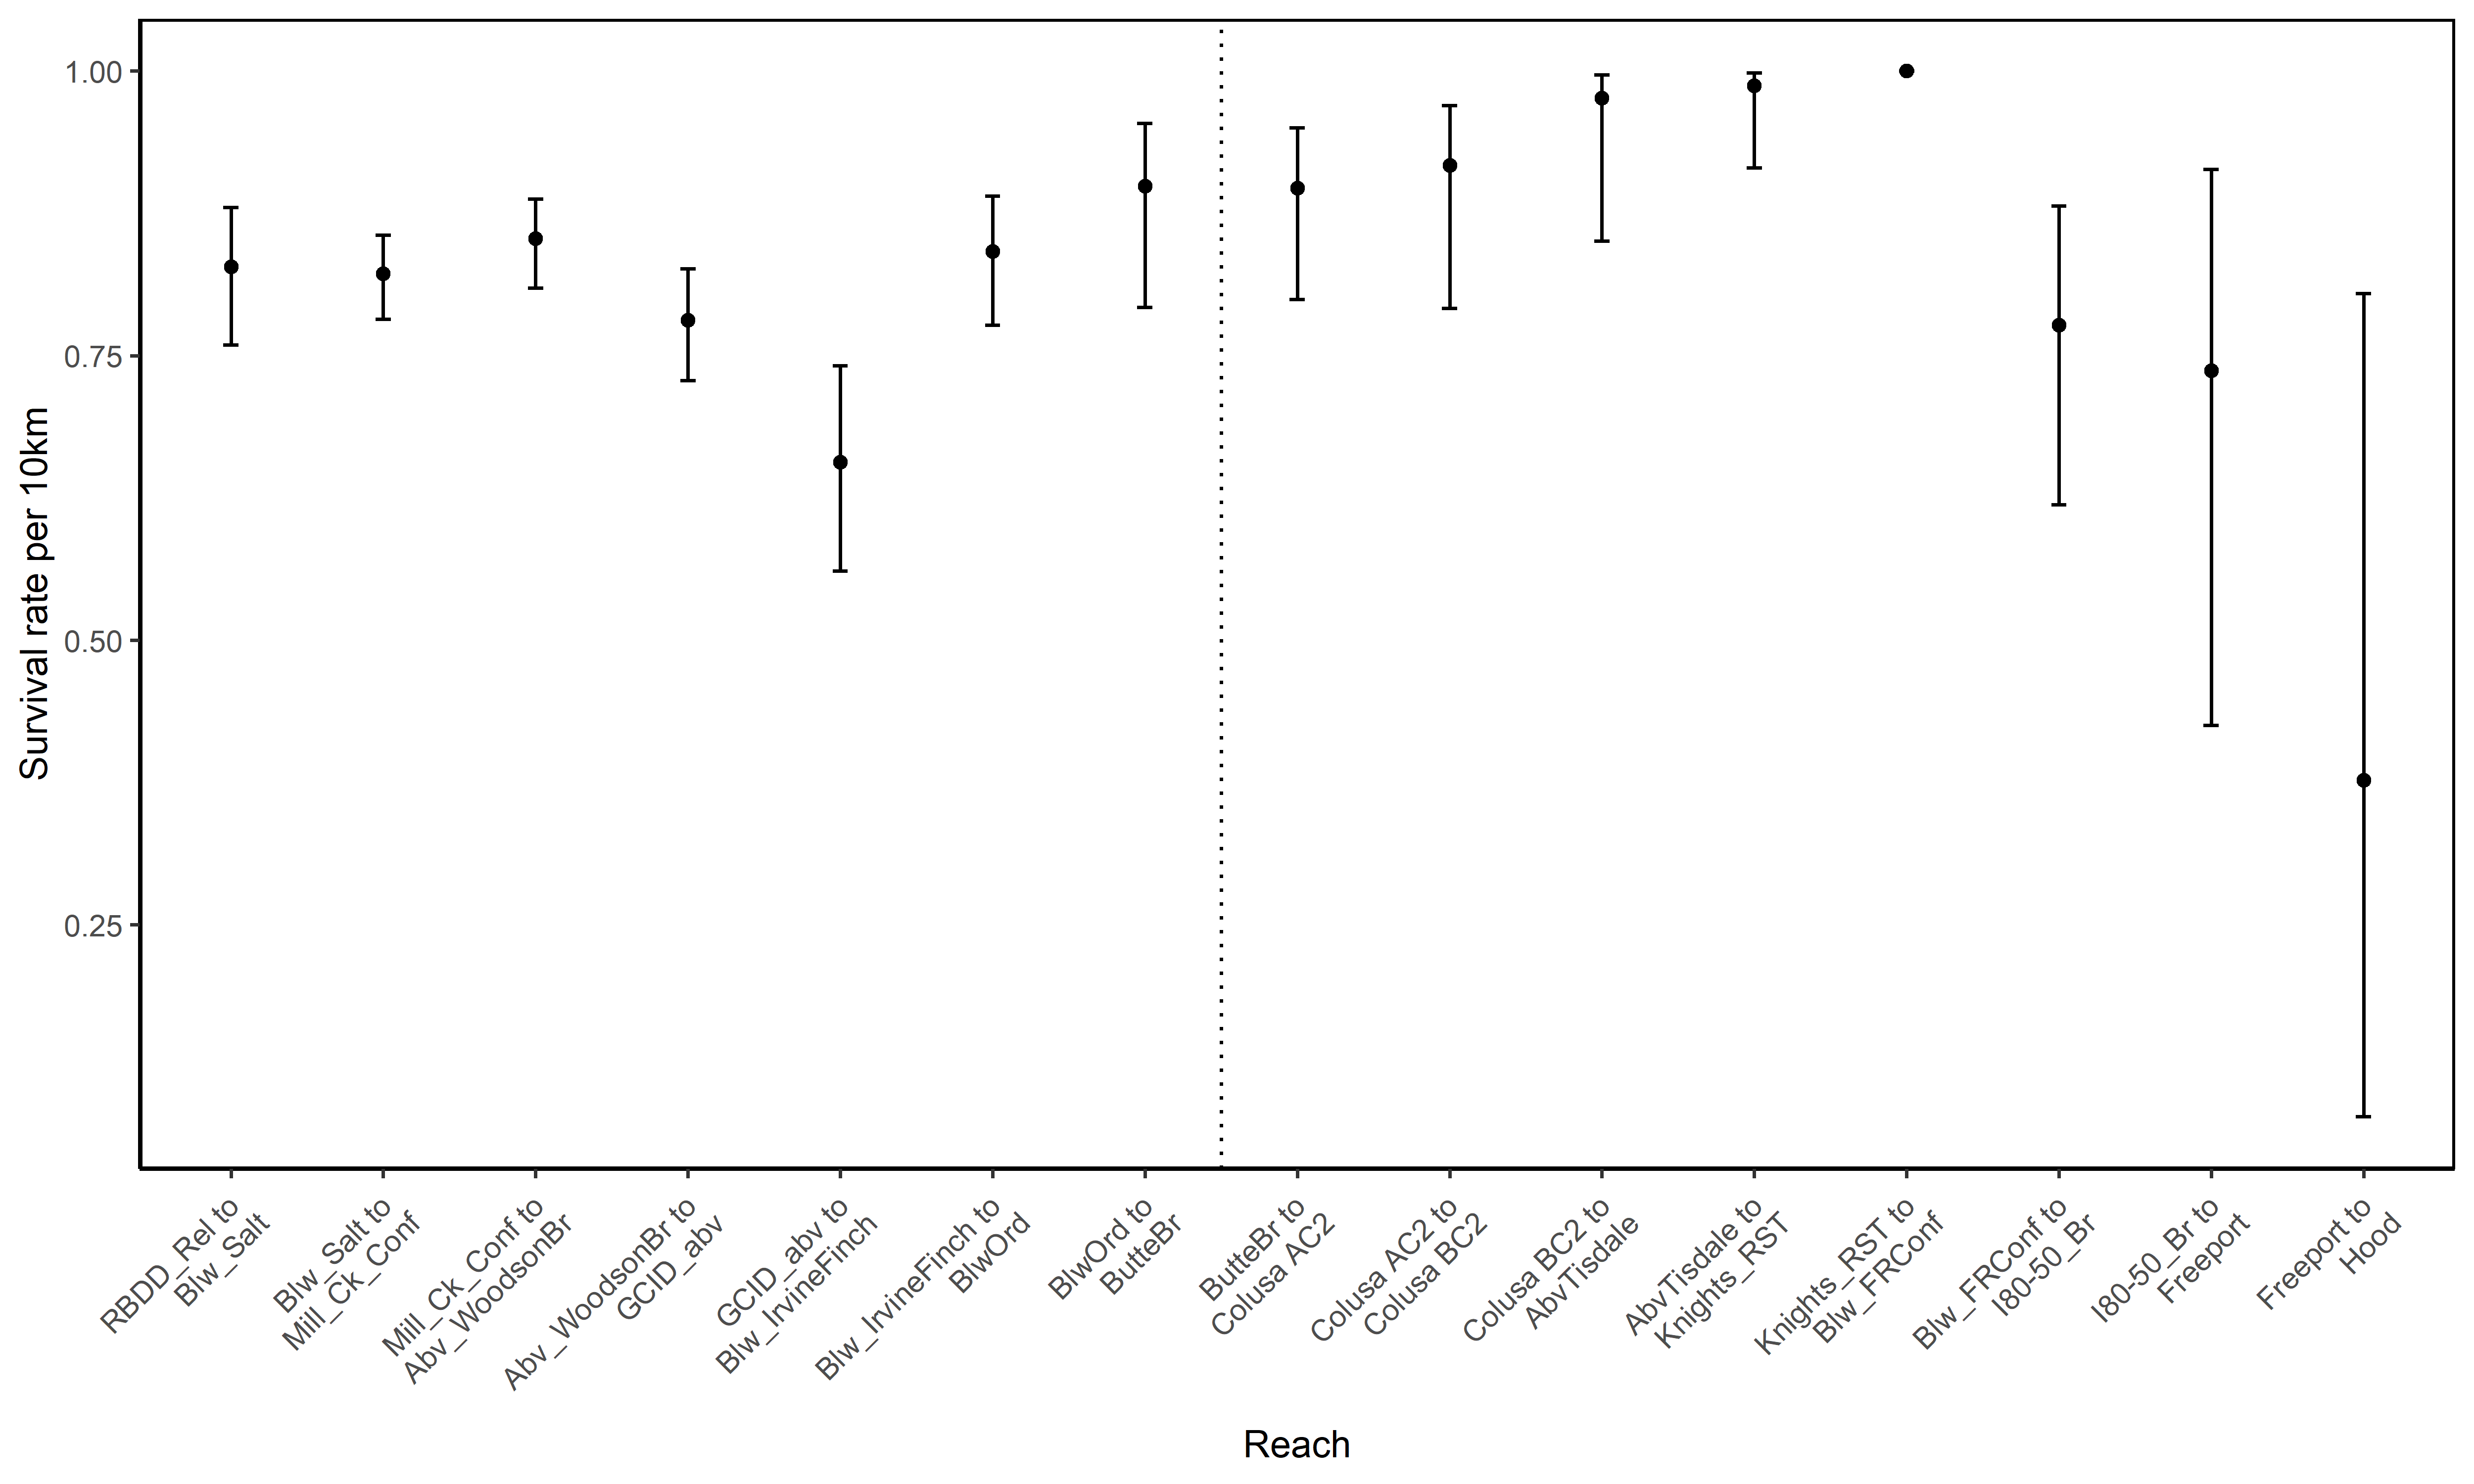 1.00
0.75
0.50
0.25
Survival rate per 10km
RBDD_Rel to
Blw_Salt
Blw_Salt to
Mill_Ck_Conf
Mill_Ck_Conf to
Abv_WoodsonBr
Abv_WoodsonBr to
GCID_abv
GCID_abv to
Blw_IrvineFinch
Blw_IrvineFinch to
BlwOrd
BlwOrd to
ButteBr
ButteBr to
Colusa AC2
Colusa AC2 to
Colusa BC2
Colusa BC2 to
AbvTisdale
AbvTisdale to
Knights_RST
Knights_RST to
Blw_FRConf
Blw_FRConf to
I80-50_Br
I80-50_Br to
Freeport
Freeport to
Hood
Reach